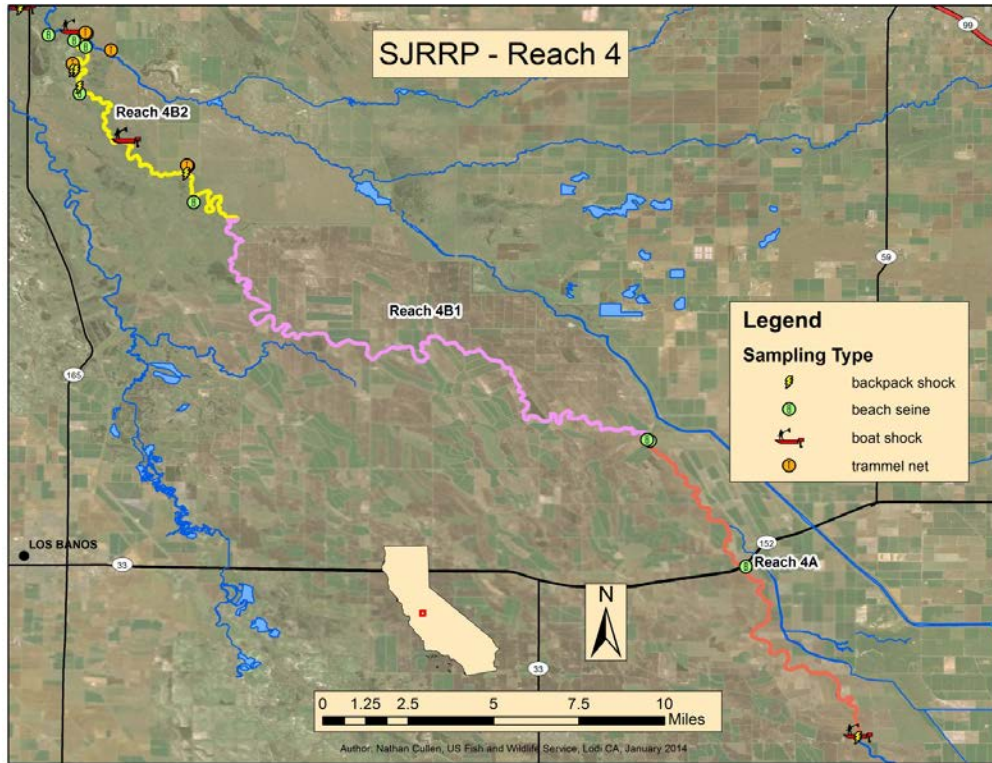 SJRRP - Reach 4
99
Reach 4B2
59
Reach 4B1
Legend
Sampling Type
backpack shock
beach seine
boat shock
trammel net
165
LOS BANOS
152
33
Reach 4A
N
33
0 1.25 2.5 5 7.5 10
Miles
Author: Nathan Cullen, US Fish and Wildlife Service, Lodi CA, January 2014